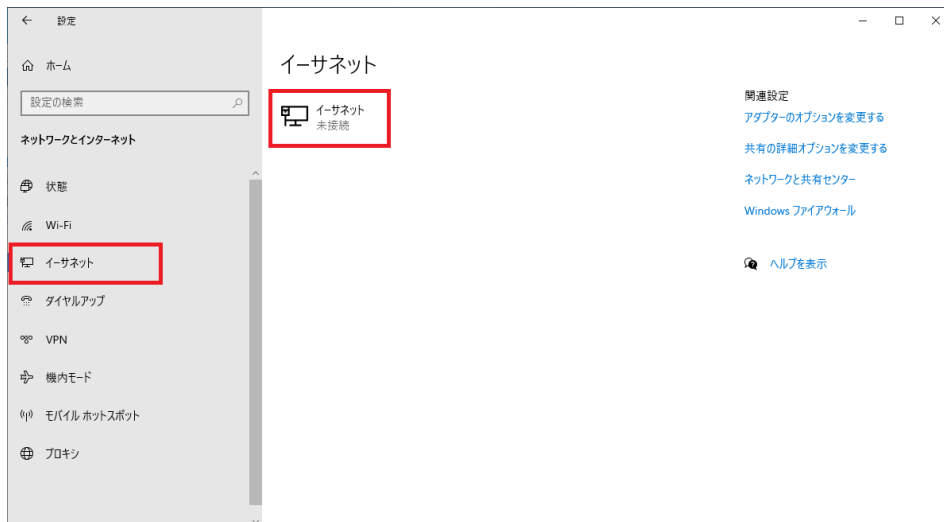 設定
ホーム
設定の検索
ネットワークとインターネット
状態
Wi-Fi
イーサネット
ダイヤルアップ
VPN
機内モード
モバイル ホットスポット
プロキシ
イーサネット
イーサネット
未接続
関連設定
アダプターのオプションを変更する
共有の詳細オプションを変更する
ネットワークと共有センター
Windows ファイアウォール
ヘルプを表示